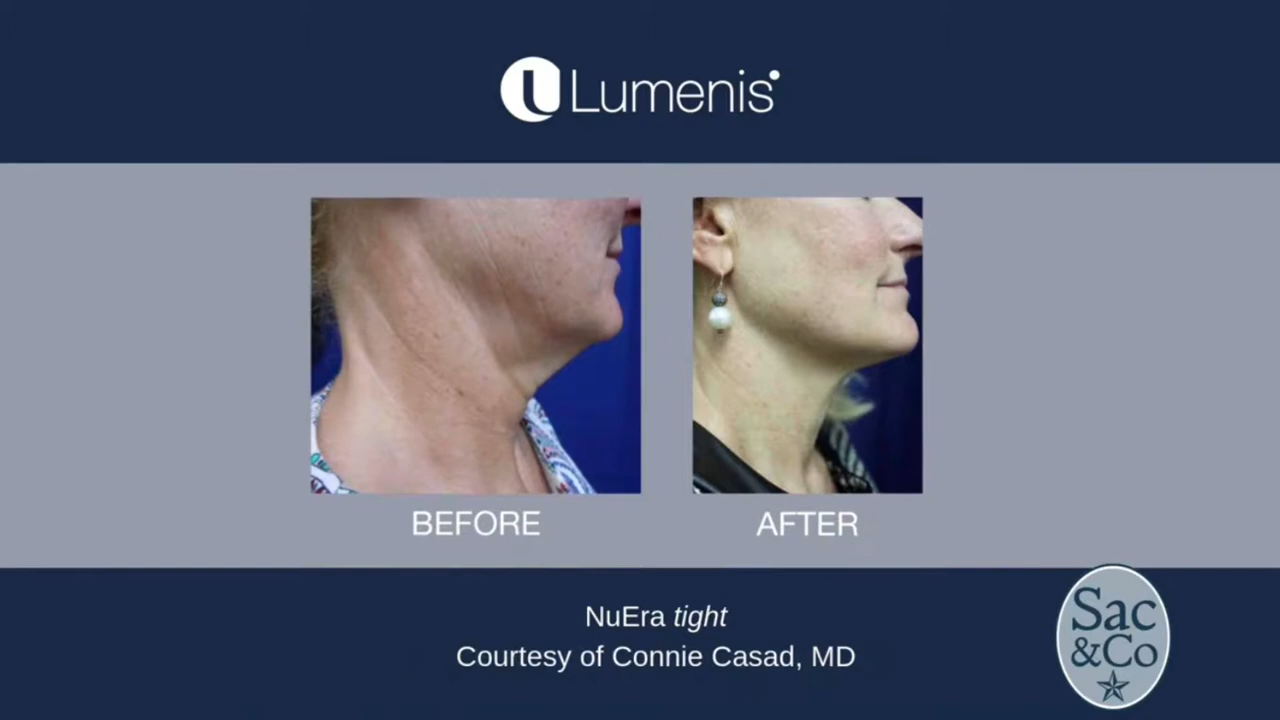 Lumenis
BEFORE
AFTER
NuEra tight
Courtesy of Connie Casad, MD
Sac
&Co